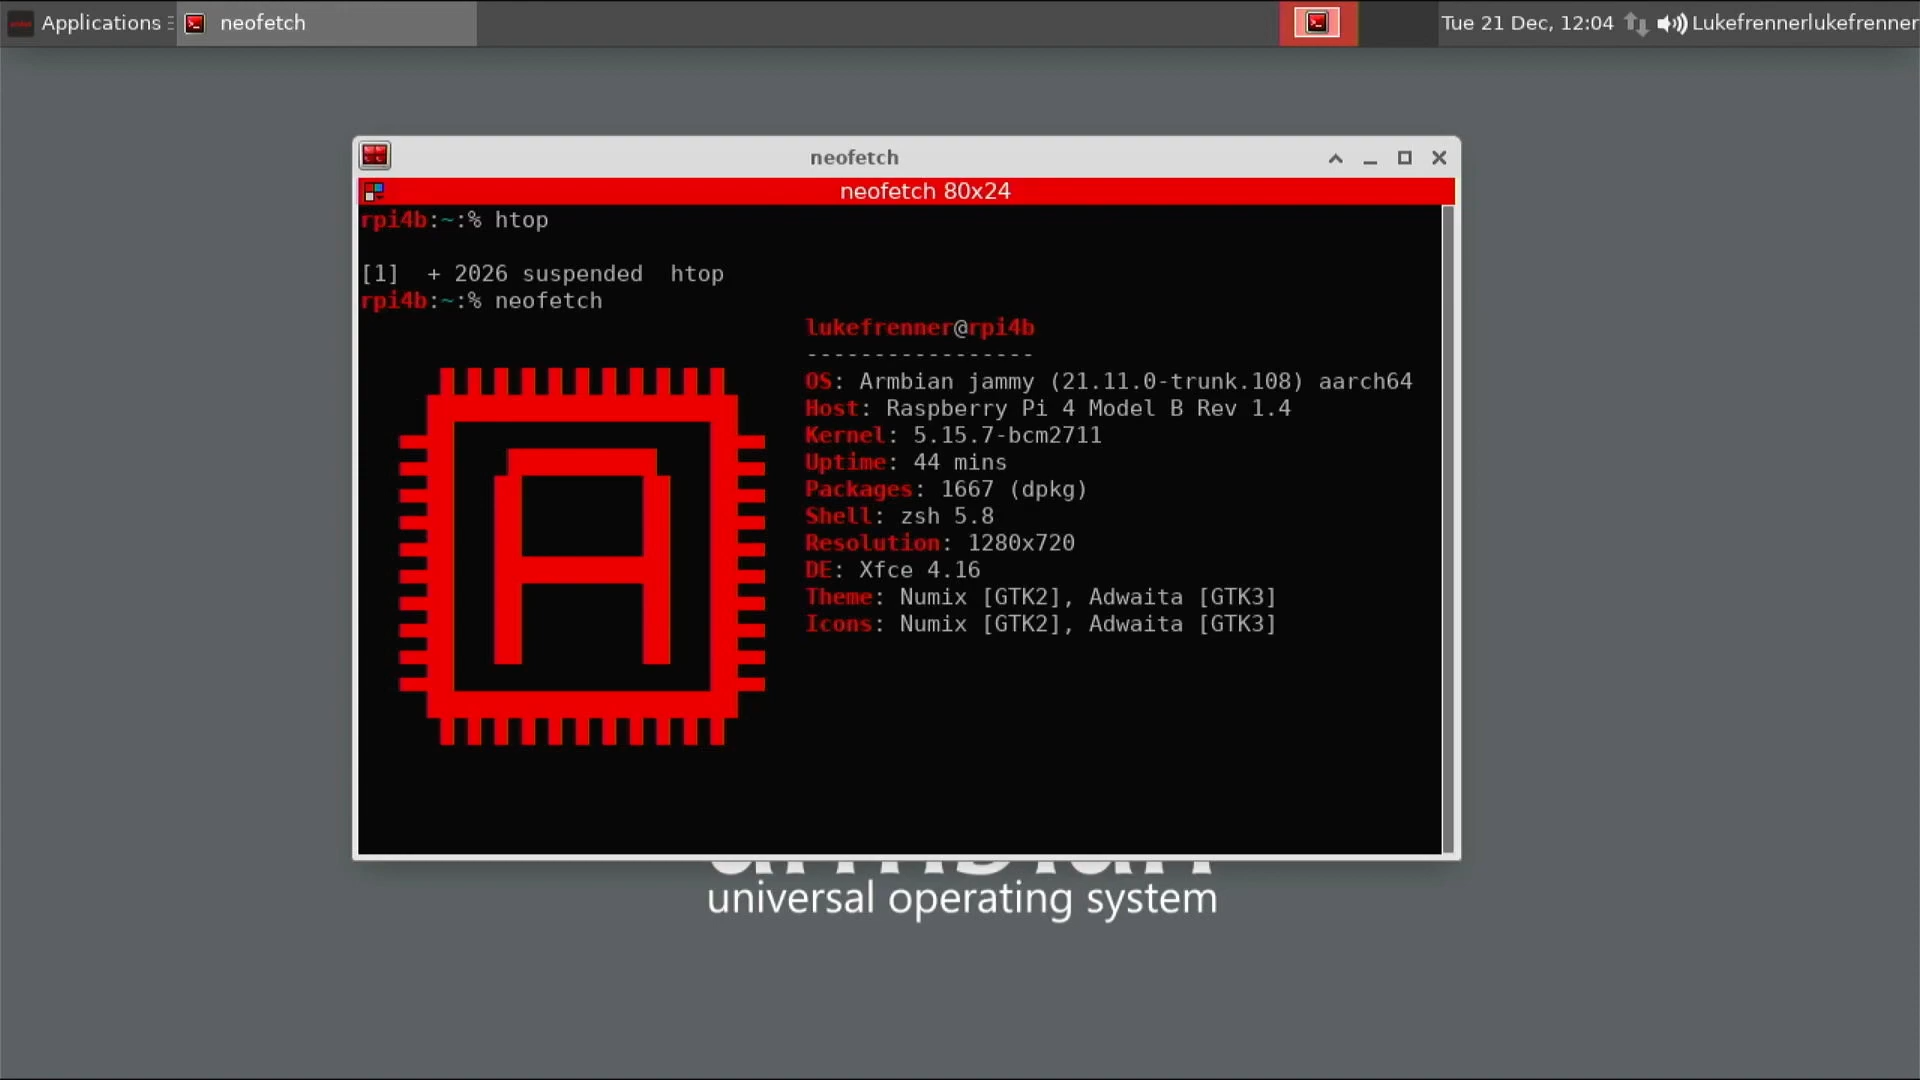 Applications neofetch Tue 21 Dec, 12:04 Lukefrennerlukefrenner
neofetch
neofetch 80x24
rpi4b:~:% htop
[1]  + 2026 suspended  htop
rpi4b:~:% neofetch
lukefrenner@rpi4b
-----------------
OS: Armbian jammy (21.11.0-trunk.108) aarch64
Host: Raspberry Pi 4 Model B Rev 1.4
Kernel: 5.15.7-bcm2711
Uptime: 44 mins
Packages: 1667 (dpkg)
Shell: zsh 5.8
Resolution: 1280x720
DE: Xfce 4.16
Theme: Numix [GTK2], Adwaita [GTK3]
Icons: Numix [GTK2], Adwaita [GTK3]
A
armbian
universal operating system